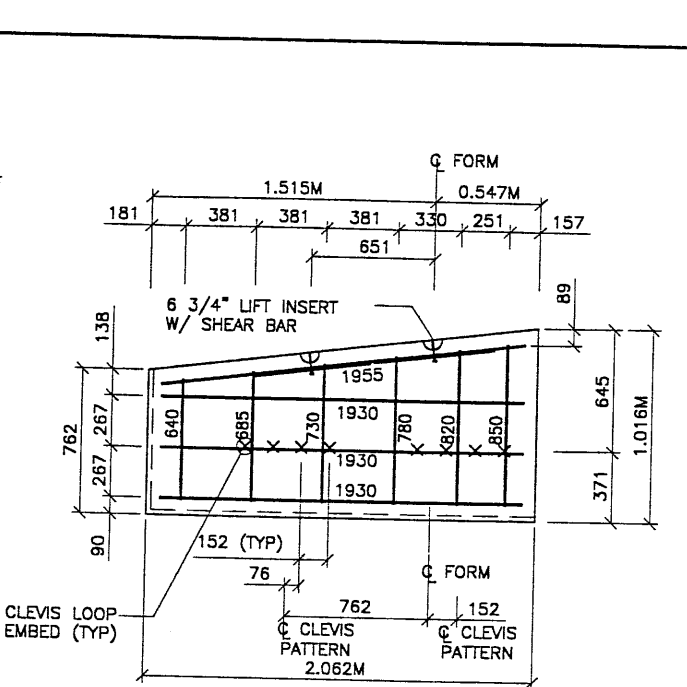 ℄ FORM
1.515M
0.547M
181
381
381
381
330
251
157
651
89
6 3/4" LIFT INSERT
W/ SHEAR BAR
138
1955
1930
640
685
730
780
820
850
645
1.016M
762
267
267
1930
1930
371
90
152 (TYP)
76
℄ FORM
762
152
CLEVIS LOOP
EMBED (TYP)
℄ CLEVIS
PATTERN
℄ CLEVIS
PATTERN
2.062M